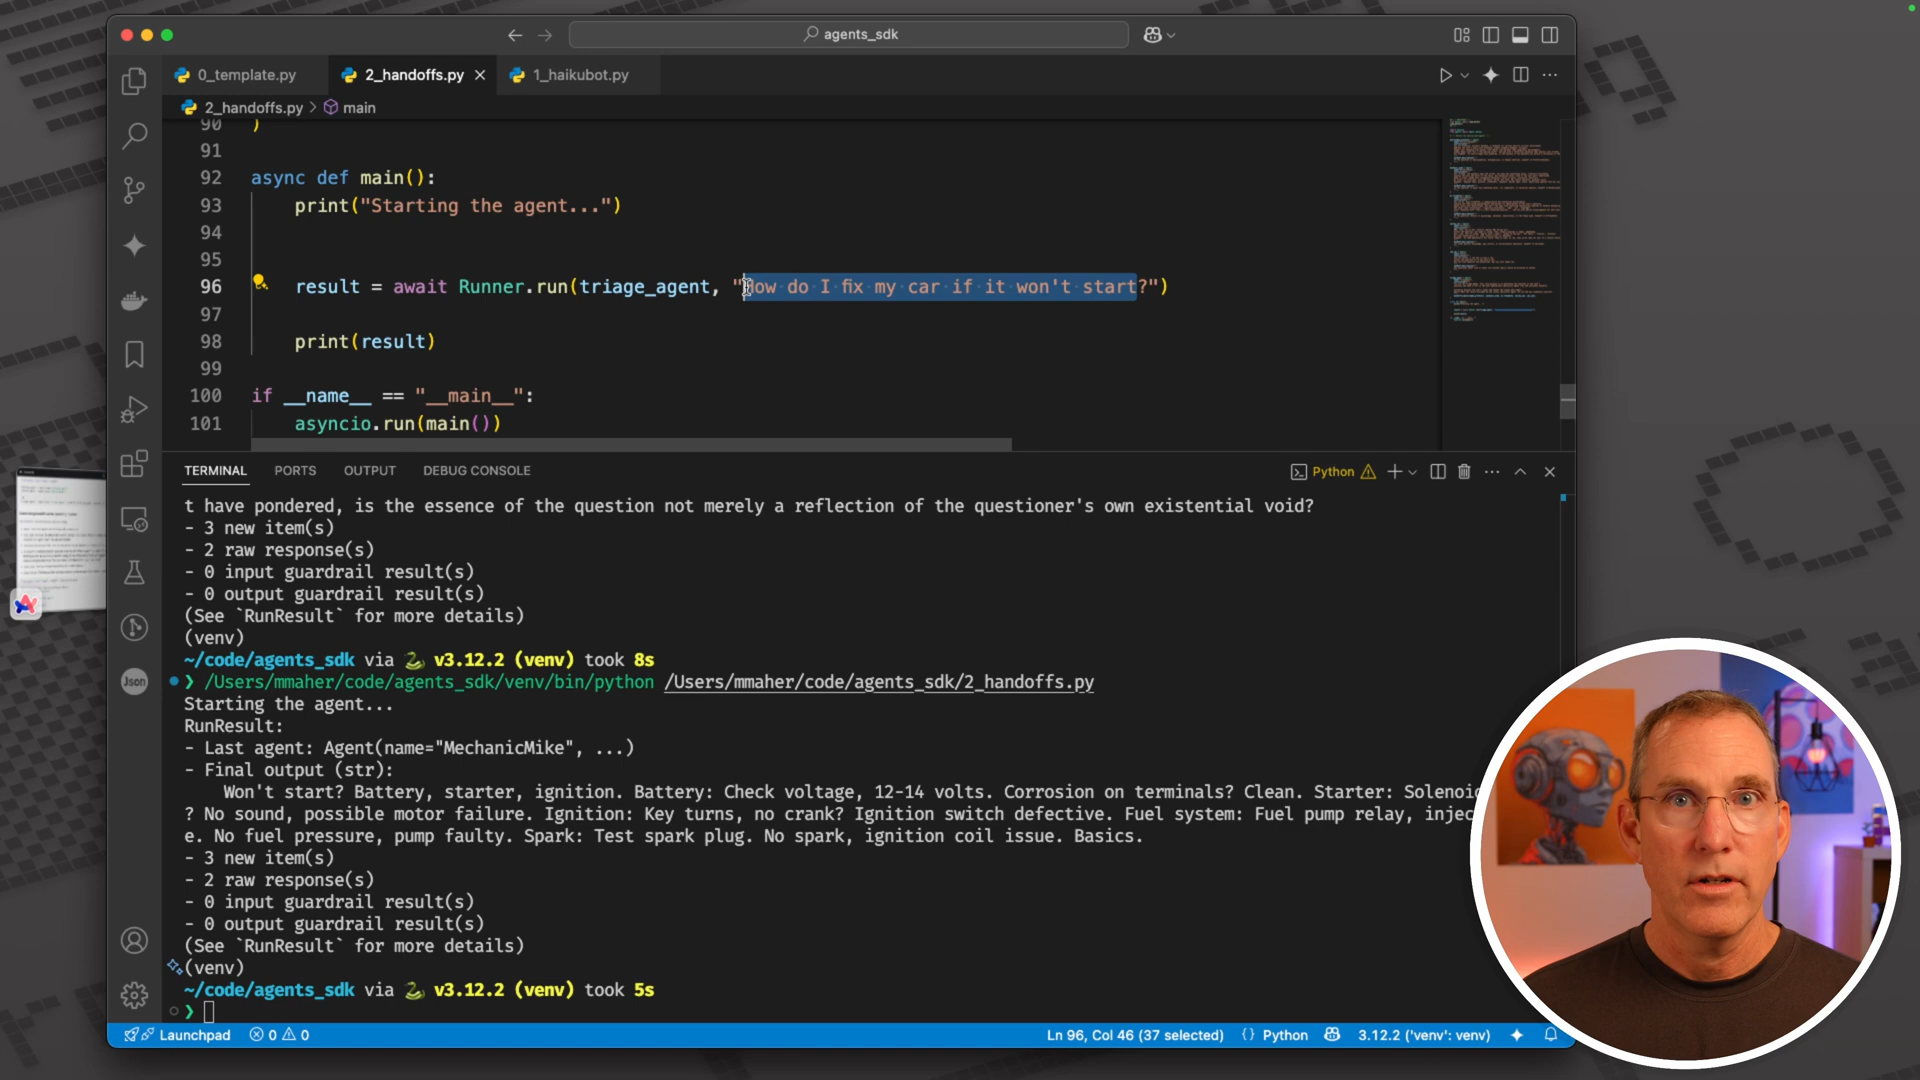 agents_sdk
0_template.py
2_handoffs.py
1_haikubot.py
2_handoffs.py > main
90 )
91
92 async def main():
93 print("Starting the agent...")
94
95
96 result = await Runner.run(triage_agent, "How do I fix my car if it won't start?")
97
98 print(result)
99
100 if __name__ == "__main__":
101 asyncio.run(main())
TERMINAL PORTS OUTPUT DEBUG CONSOLE
Python
t have pondered, is the essence of the question not merely a reflection of the questioner's own existential void?
- 3 new item(s)
- 2 raw response(s)
- 0 input guardrail result(s)
- 0 output guardrail result(s)
(See `RunResult` for more details)
(venv)
~/code/agents_sdk via v3.12.2 (venv) took 8s
❯ /Users/mmaher/code/agents_sdk/venv/bin/python /Users/mmaher/code/agents_sdk/2_handoffs.py
Starting the agent...
RunResult:
- Last agent: Agent(name="MechanicMike", ...)
- Final output (str):
Won't start? Battery, starter, ignition. Battery: Check voltage, 12-14 volts. Corrosion on terminals? Clean. Starter: Solenoid
? No sound, possible motor failure. Ignition: Key turns, no crank? Ignition switch defective. Fuel system: Fuel pump relay, injec
e. No fuel pressure, pump faulty. Spark: Test spark plug. No spark, ignition coil issue. Basics.
- 3 new item(s)
- 2 raw response(s)
- 0 input guardrail result(s)
- 0 output guardrail result(s)
(See `RunResult` for more details)
(venv)
~/code/agents_sdk via v3.12.2 (venv) took 5s
❯
Json
Launchpad 0 0
Ln 96, Col 46 (37 selected) {} Python 3.12.2 ('venv': venv)